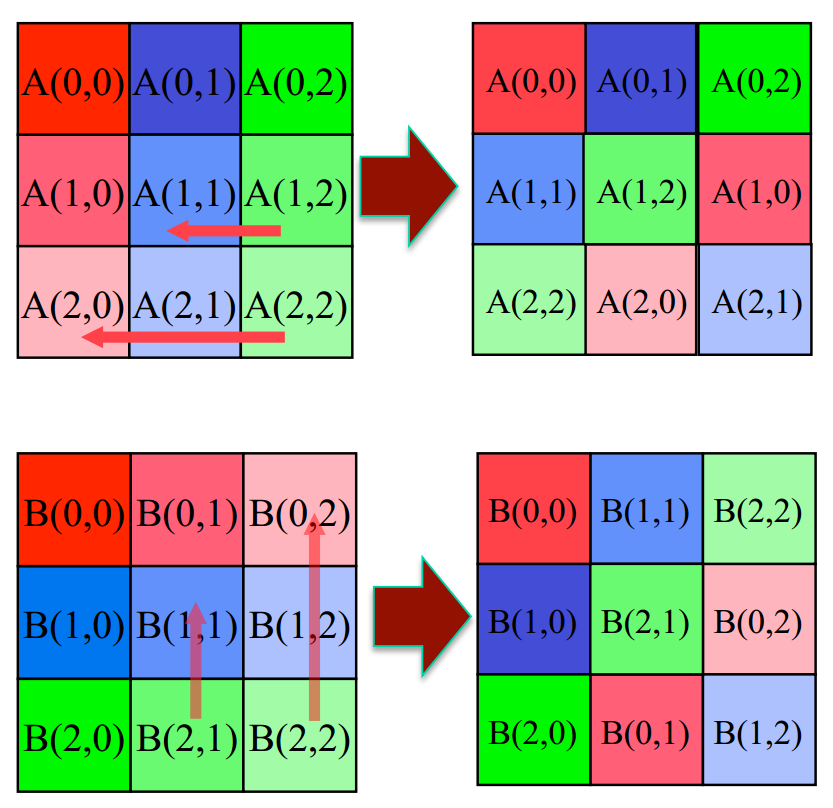 A(0,0) A(0,1) A(0,2) A(0,0) A(0,1) A(0,2)
A(1,0) A(1,1) A(1,2) A(1,1) A(1,2) A(1,0)
A(2,0) A(2,1) A(2,2) A(2,2) A(2,0) A(2,1)
B(0,0) B(0,1) B(0,2) B(0,0) B(1,1) B(2,2)
B(1,0) B(1,1) B(1,2) B(1,0) B(2,1) B(0,2)
B(2,0) B(2,1) B(2,2) B(2,0) B(0,1) B(1,2)